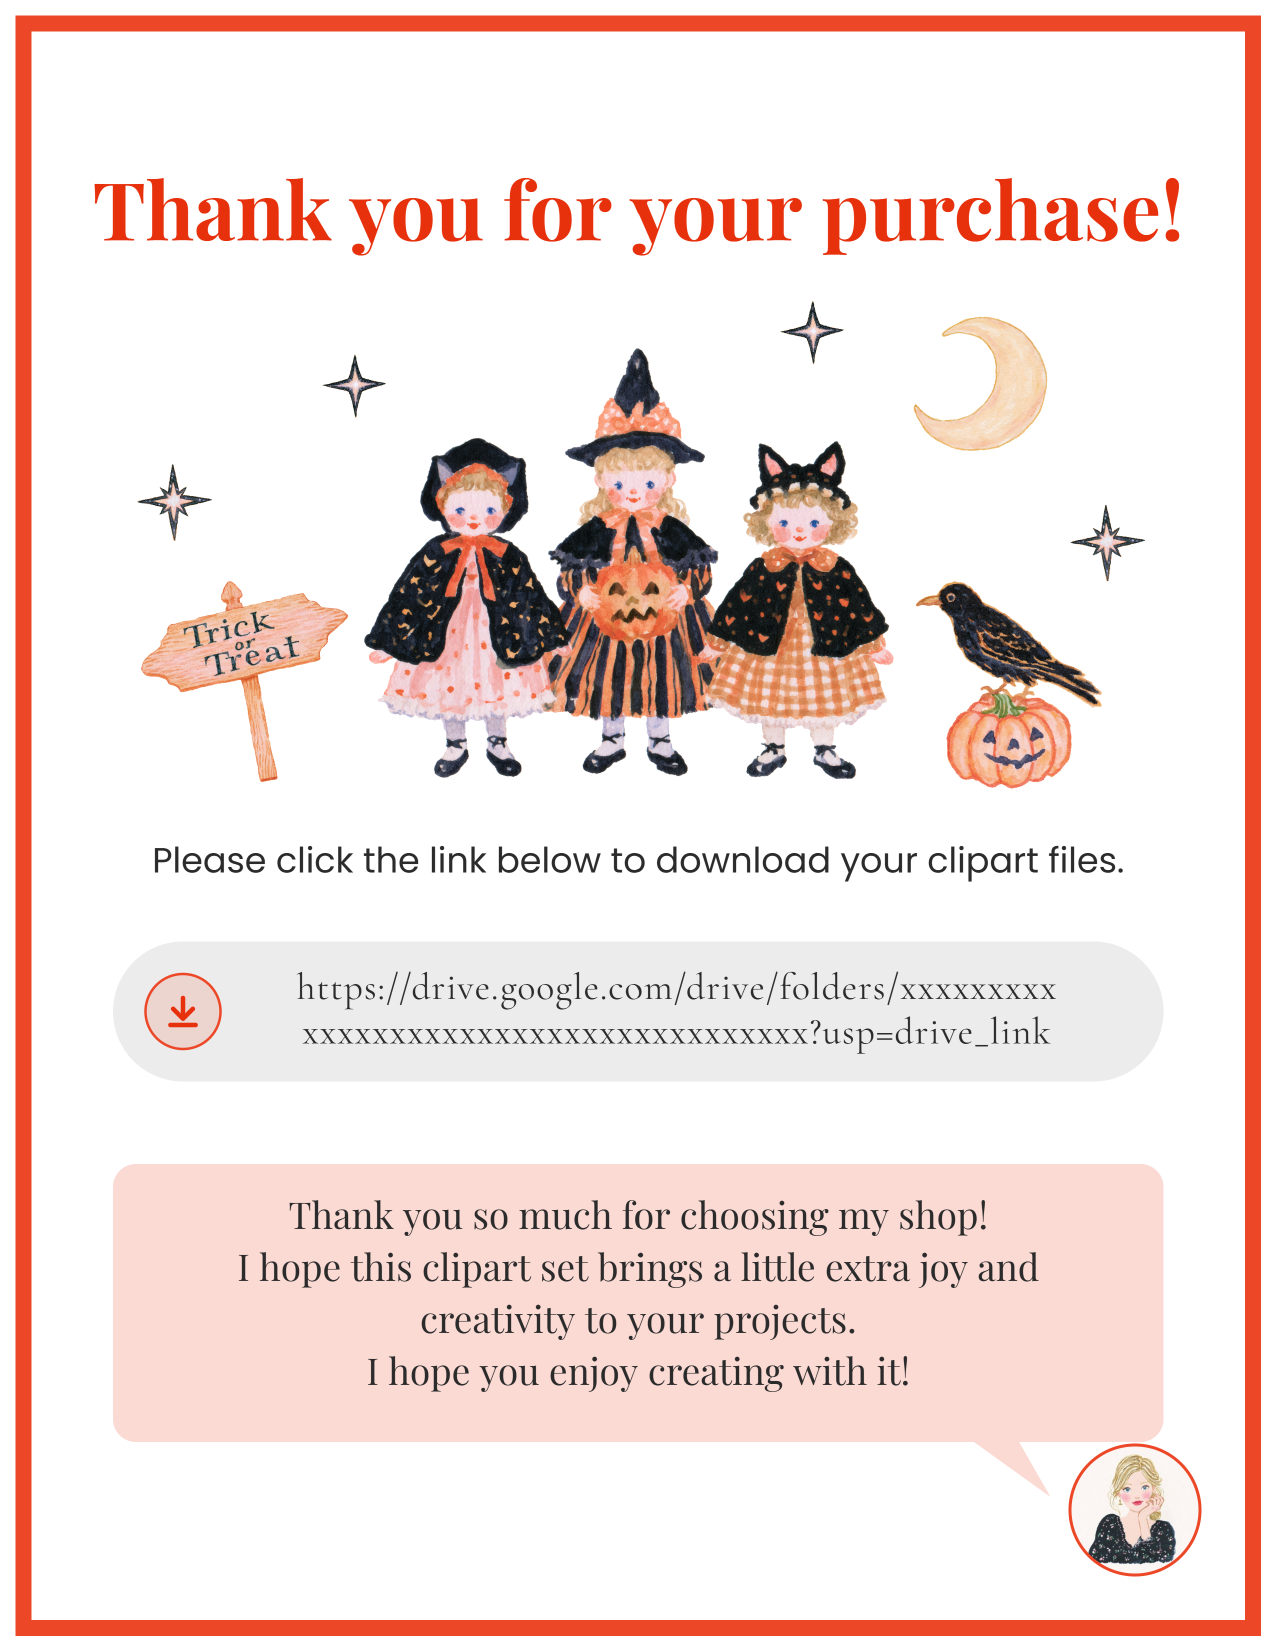 Thank you for your purchase!
Trick
or
Treat
Please click the link below to download your clipart files.
https://drive.google.com/drive/folders/xxxxxxxxx
xxxxxxxxxxxxxxxxxxxxxxxxxxxxx?usp=drive_link
Thank you so much for choosing my shop!
I hope this clipart set brings a little extra joy and
creativity to your projects.
I hope you enjoy creating with it!